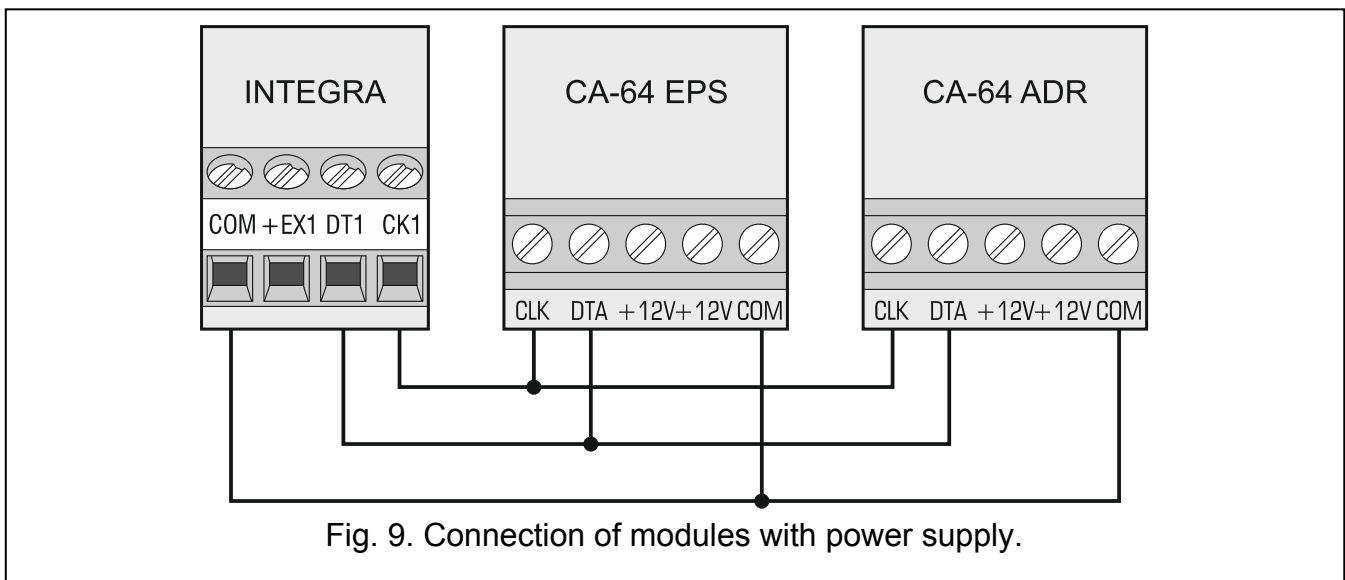 INTEGRA
CA-64 EPS
CA-64 ADR
COM +EX1 DT1 CK1
CLK DTA +12V+12V COM
CLK DTA +12V+12V COM
Fig. 9. Connection of modules with power supply.